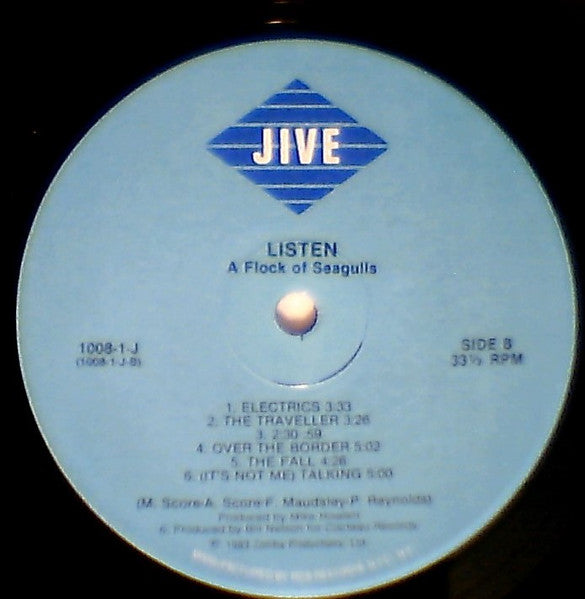 JIVE
LISTEN
A Flock of Seagulls
1008-1-J
(1008-1-J-B)
SIDE B
33⅓ RPM
1. ELECTRICS 3:33
2. THE TRAVELLER 3:26
3. 2:30 :59
4. OVER THE BORDER 5:02
5. THE FALL 4:26
6. (IT'S NOT ME) TALKING 5:00
(M. Score-A. Score-F. Maudsley-P. Reynolds)
Produced by Mike Howlett
6. Produced by Bill Nelson for Cocteau Records
℗ 1983 Zomba Productions, Ltd.